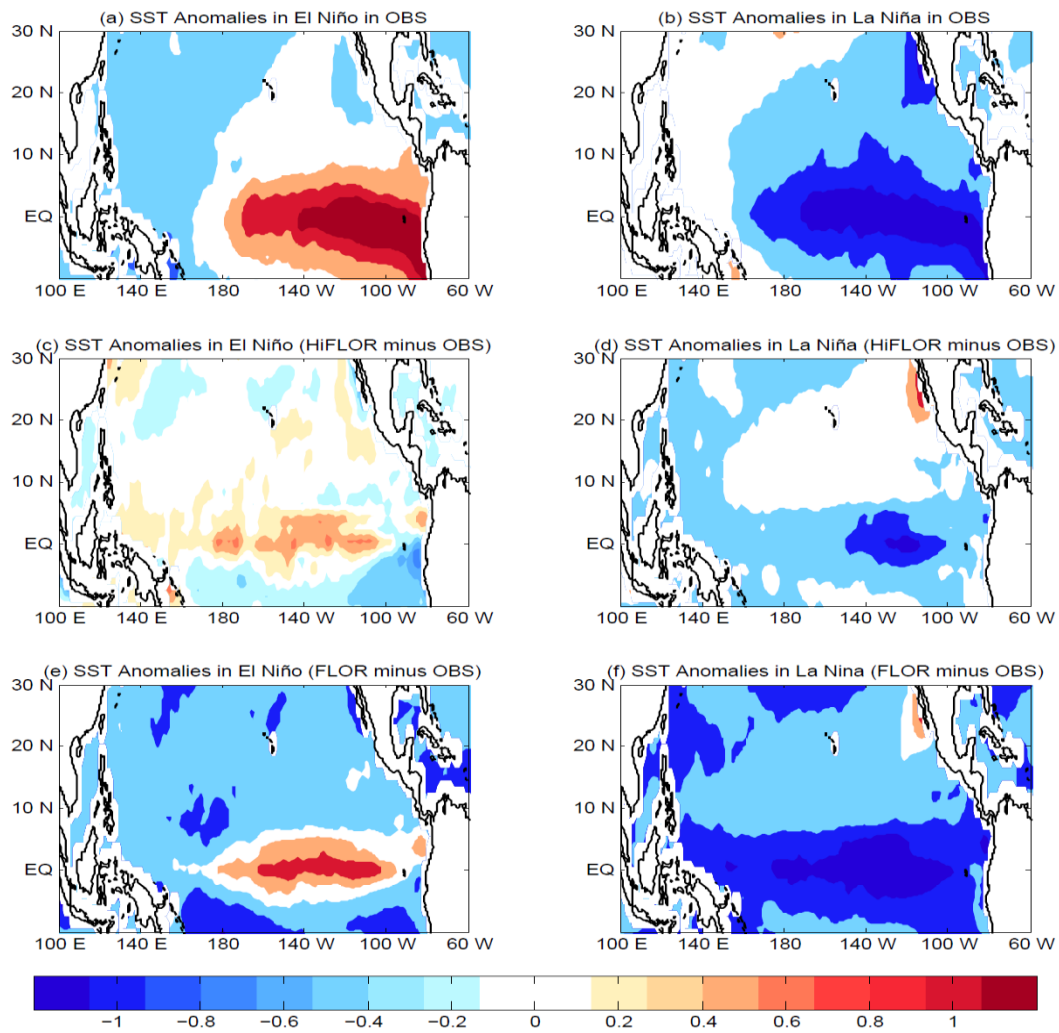 (a) SST Anomalies in El Niño in OBS
(b) SST Anomalies in La Niña in OBS
30 N
20 N
10 N
EQ
100 E 140 E 180 140 W 100 W 60 W
30 N
20 N
10 N
EQ
100 E 140 E 180 140 W 100 W 60 W
(c) SST Anomalies in El Niño (HiFLOR minus OBS)
(d) SST Anomalies in La Niña (HiFLOR minus OBS)
30 N
20 N
10 N
EQ
100 E 140 E 180 140 W 100 W 60 W
30 N
20 N
10 N
EQ
100 E 140 E 180 140 W 100 W 60 W
(e) SST Anomalies in El Niño (FLOR minus OBS)
(f) SST Anomalies in La Nina (FLOR minus OBS)
30 N
20 N
10 N
EQ
100 E 140 E 180 140 W 100 W 60 W
30 N
20 N
10 N
EQ
100 E 140 E 180 140 W 100 W 60 W
−1 −0.8 −0.6 −0.4 −0.2 0 0.2 0.4 0.6 0.8 1